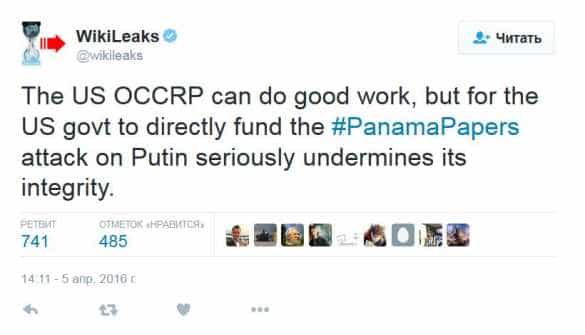 WikiLeaks
@wikileaks
Читать
The US OCCRP can do good work, but for the
US govt to directly fund the #PanamaPapers
attack on Putin seriously undermines its
integrity.
РЕТВИТ
741
ОТМЕТОК «НРАВИТСЯ»
485
14:11 - 5 апр. 2016 г.